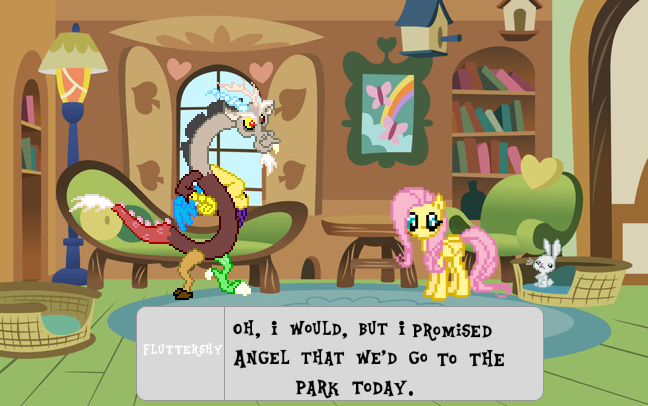 FLUTTERSHY
OH, I WOULD, BUT I PROMISED
ANGEL THAT WE'D GO TO THE
PARK TODAY.